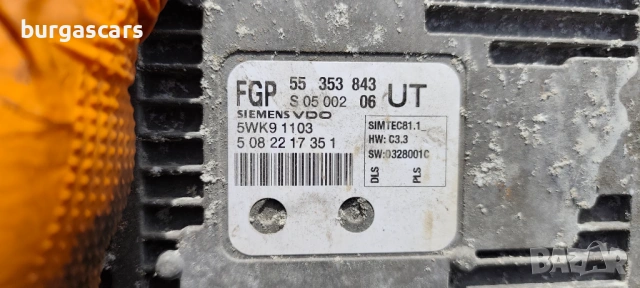 burgascars
FGP 55 353 843
S 05 002 06 UT
SIEMENS VDO
5WK9 1103
5 08 22 17 35 1
SIMTEC81.1
HW: C3.3
SW:0328001C
DLS
PLS
BAZAR